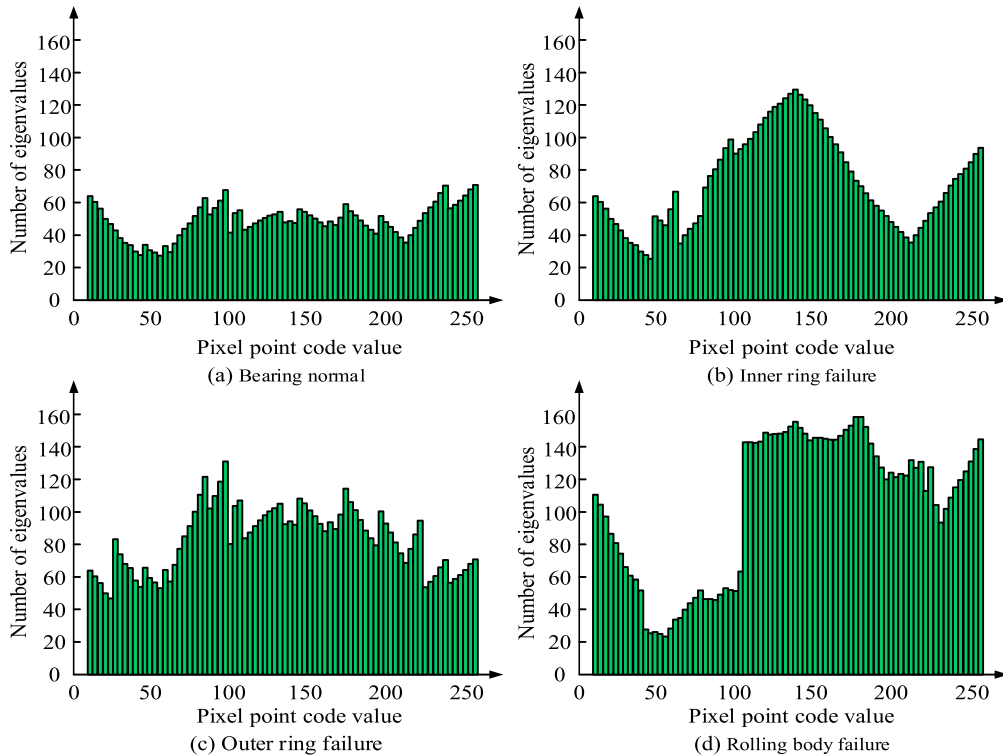 Number of eigenvalues
160
140
120
100
80
60
40
20
0
0 50 100 150 200 250
Pixel point code value
(a) Bearing normal
Number of eigenvalues
160
140
120
100
80
60
40
20
0
0 50 100 150 200 250
Pixel point code value
(b) Inner ring failure
Number of eigenvalues
160
140
120
100
80
60
40
20
0
0 50 100 150 200 250
Pixel point code value
(c) Outer ring failure
Number of eigenvalues
160
140
120
100
80
60
40
20
0
0 50 100 150 200 250
Pixel point code value
(d) Rolling body failure